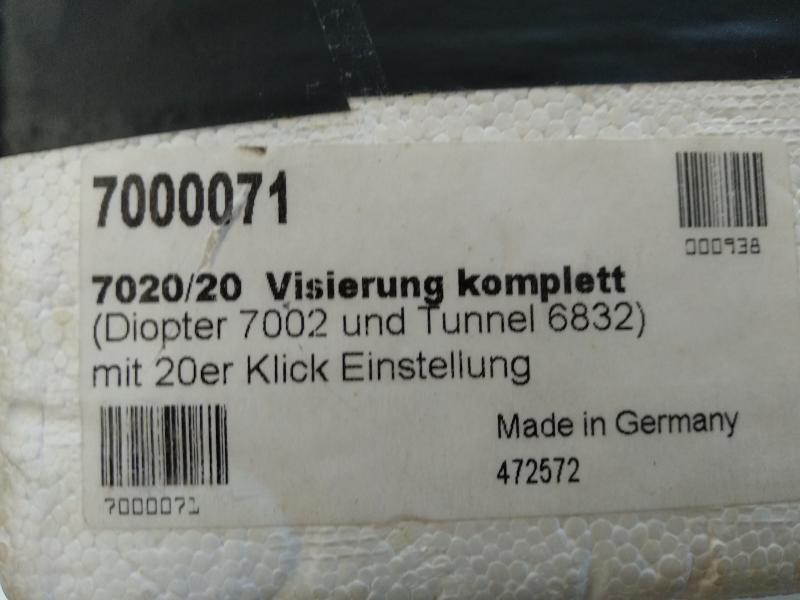 7000071
000938
7020/20 Visierung komplett
(Diopter 7002 und Tunnel 6832)
mit 20er Klick Einstellung
7000071
Made in Germany
472572